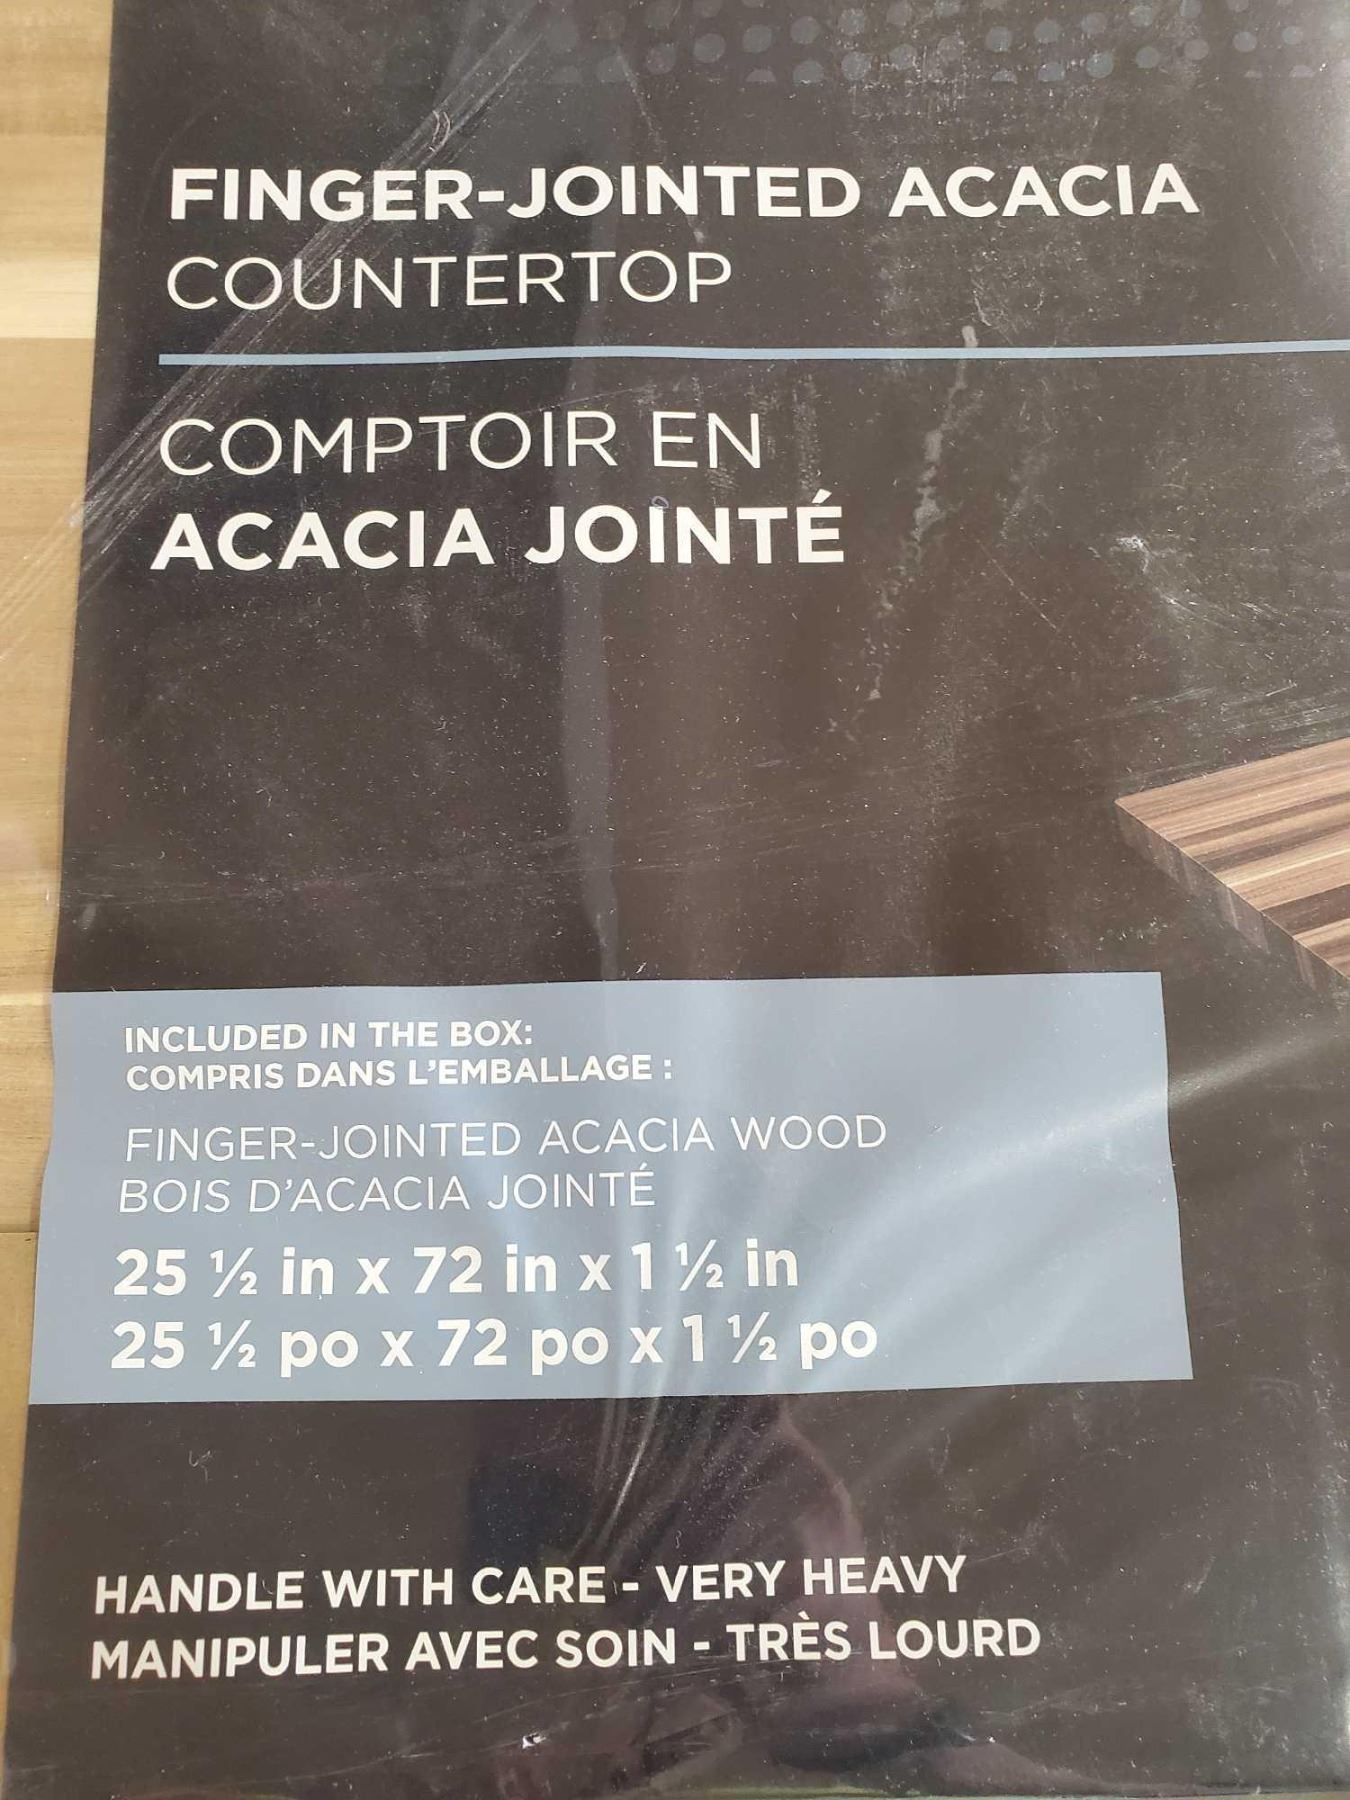 FINGER-JOINTED ACACIA
COUNTERTOP
COMPTOIR EN
ACACIA JOINTÉ
INCLUDED IN THE BOX:
COMPRIS DANS L'EMBALLAGE :
FINGER-JOINTED ACACIA WOOD
BOIS D'ACACIA JOINTÉ
25 ½ in x 72 in x 1 ½ in
25 ½ po x 72 po x 1 ½ po
HANDLE WITH CARE - VERY HEAVY
MANIPULER AVEC SOIN - TRÈS LOURD